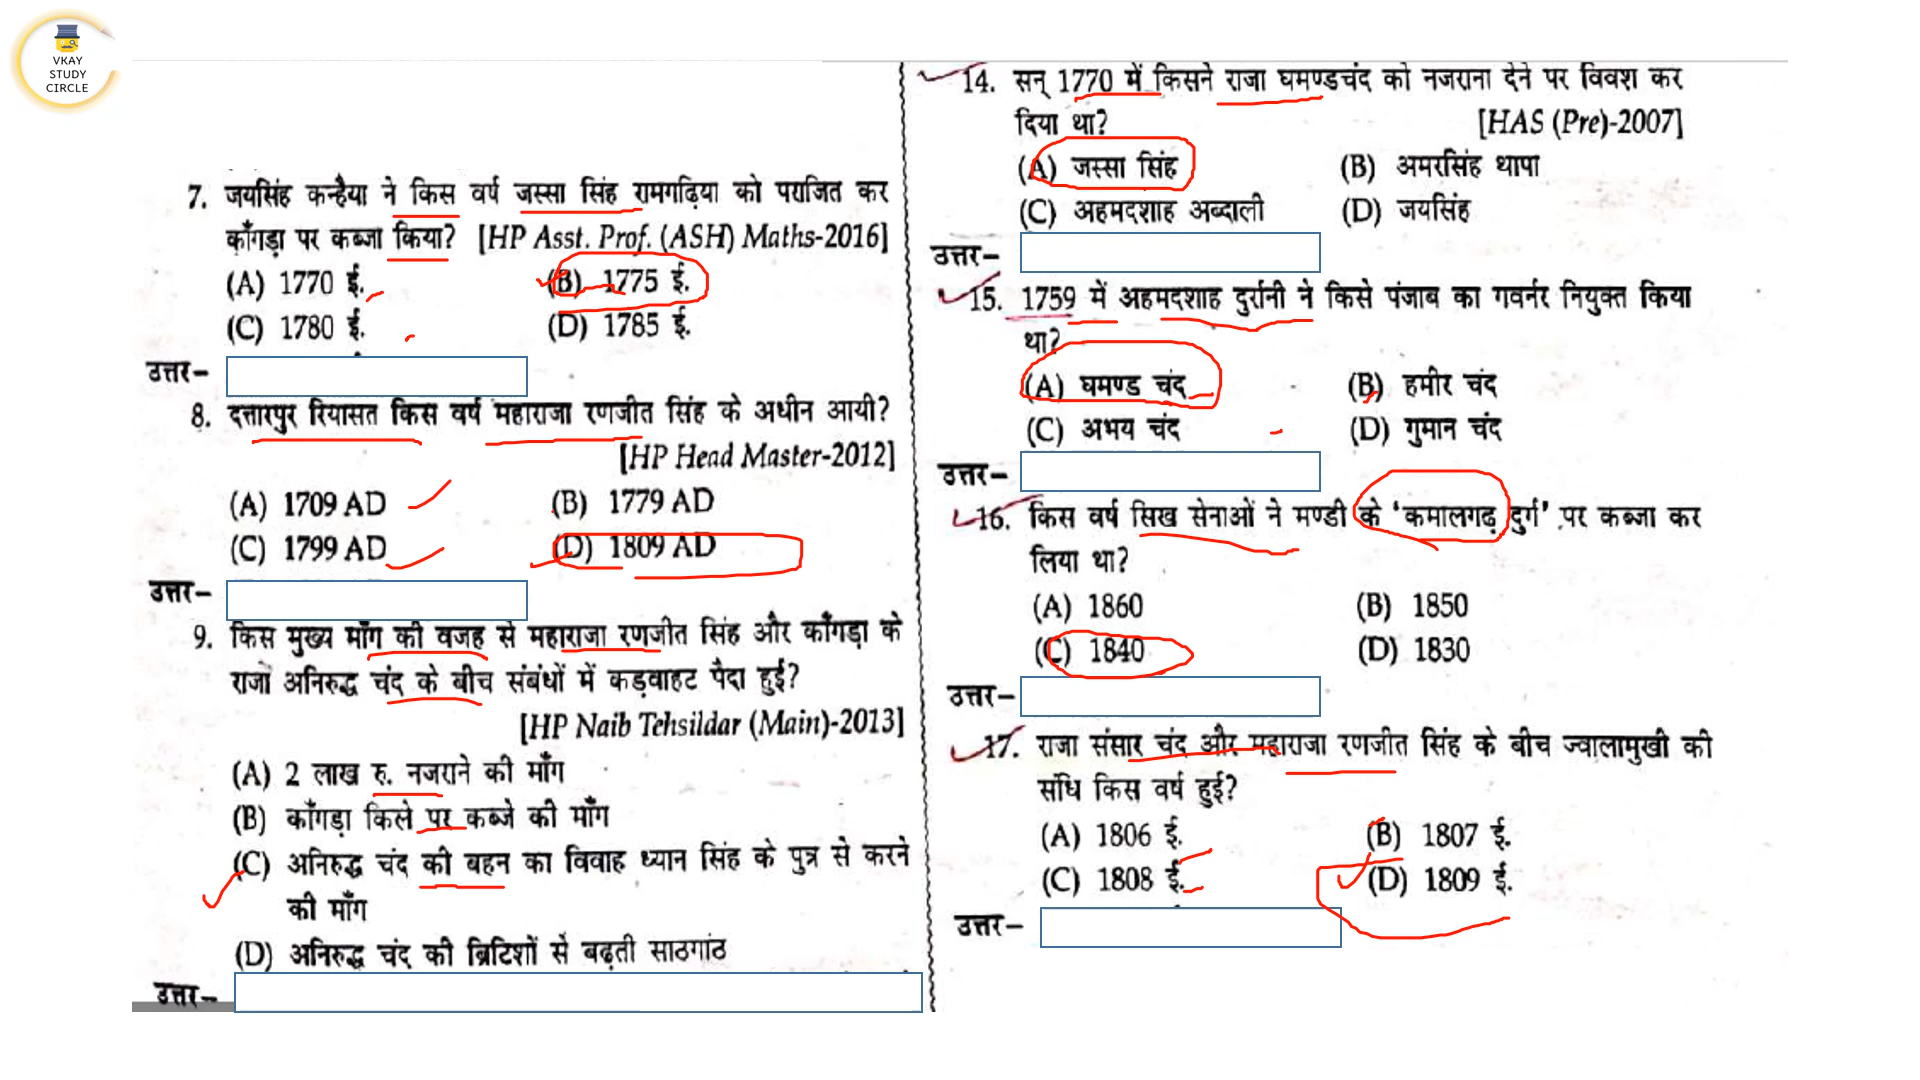 VKAY
STUDY
CIRCLE
7. जयसिंह कन्हैया ने किस वर्ष जस्सा सिंह रामगढ़िया को पराजित कर
काँगड़ा पर कब्जा किया? [HP Asst. Prof. (ASH) Maths-2016]
(A) 1770 ई. (B) 1775 ई.
(C) 1780 ई. (D) 1785 ई.
उत्तर–
8. दत्तारपुर रियासत किस वर्ष महाराजा रणजीत सिंह के अधीन आयी?
[HP Head Master-2012]
(A) 1709 AD (B) 1779 AD
(C) 1799 AD (D) 1809 AD
उत्तर–
9. किस मुख्य माँग की वजह से महाराजा रणजीत सिंह और काँगड़ा के
राजा अनिरुद्ध चंद के बीच संबंधों में कड़वाहट पैदा हुई?
[HP Naib Tehsildar (Main)-2013]
(A) 2 लाख रु. नजराने की माँग
(B) काँगड़ा किले पर कब्जे की माँग
(C) अनिरुद्ध चंद की बहन का विवाह ध्यान सिंह के पुत्र से करने
की माँग
(D) अनिरुद्ध चंद की ब्रिटिशों से बढ़ती साठगांठ
उत्तर–
14. सन् 1770 में किसने राजा घमण्डचंद को नजराना देने पर विवश कर
दिया था? [HAS (Pre)-2007]
(A) जस्सा सिंह (B) अमरसिंह थापा
(C) अहमदशाह अब्दाली (D) जयसिंह
उत्तर–
15. 1759 में अहमदशाह दुर्रानी ने किसे पंजाब का गवर्नर नियुक्त किया
था?
(A) घमण्ड चंद (B) हमीर चंद
(C) अभय चंद (D) गुमान चंद
उत्तर–
16. किस वर्ष सिख सेनाओं ने मण्डी के 'कमालगढ़ दुर्ग' पर कब्जा कर
लिया था?
(A) 1860 (B) 1850
(C) 1840 (D) 1830
उत्तर–
17. राजा संसार चंद और महाराजा रणजीत सिंह के बीच ज्वालामुखी की
संधि किस वर्ष हुई?
(A) 1806 ई. (B) 1807 ई.
(C) 1808 ई. (D) 1809 ई.
उत्तर–